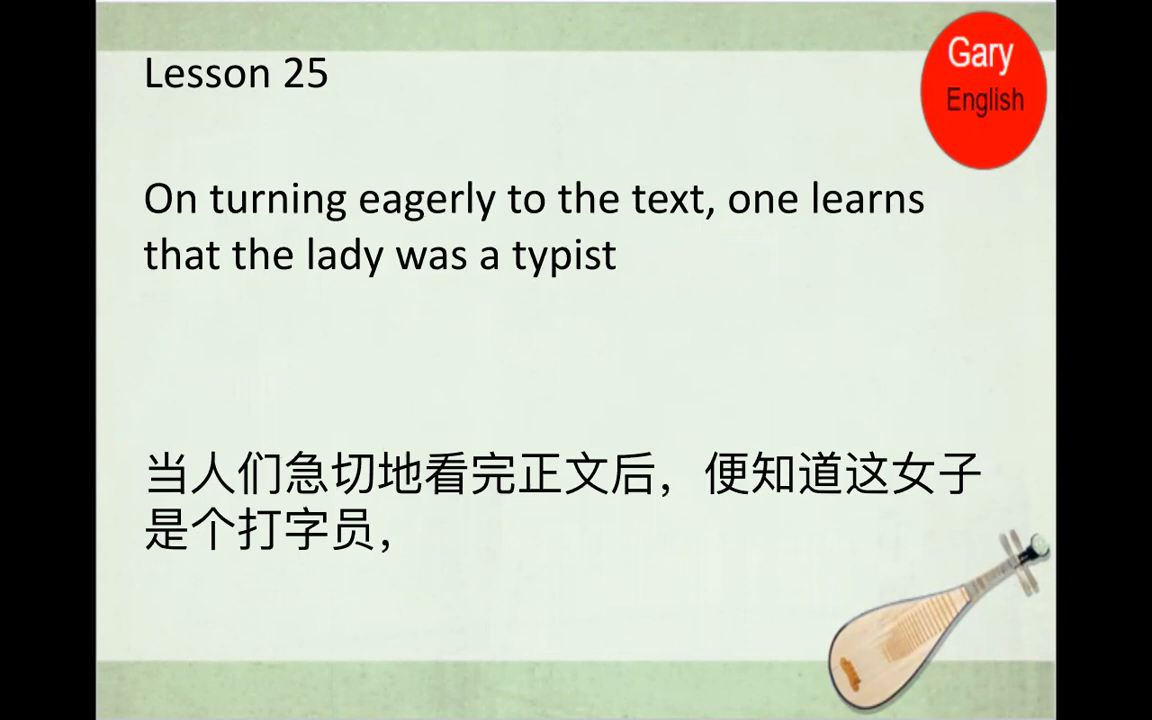 Lesson 25
Gary
English
On turning eagerly to the text, one learns
that the lady was a typist
当人们急切地看完正文后，便知道这女子
是个打字员，